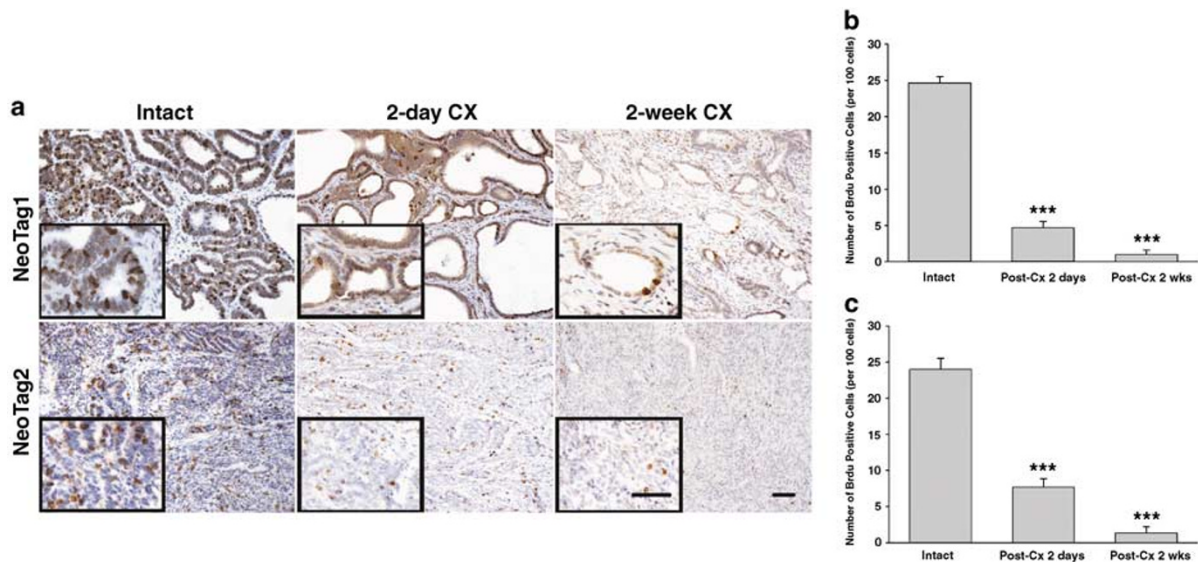 a
Intact 2-day CX 2-week CX
NeoTag1
NeoTag2
b
Number of Brdu Positive Cells (per 100 cells)
30
25
20
15
10
5
0
***
***
Intact Post-Cx 2 days Post-Cx 2 wks
c
Number of Brdu Positive Cells (per 100 cells)
30
25
20
15
10
5
0
***
***
Intact Post-Cx 2 days Post-Cx 2 wks